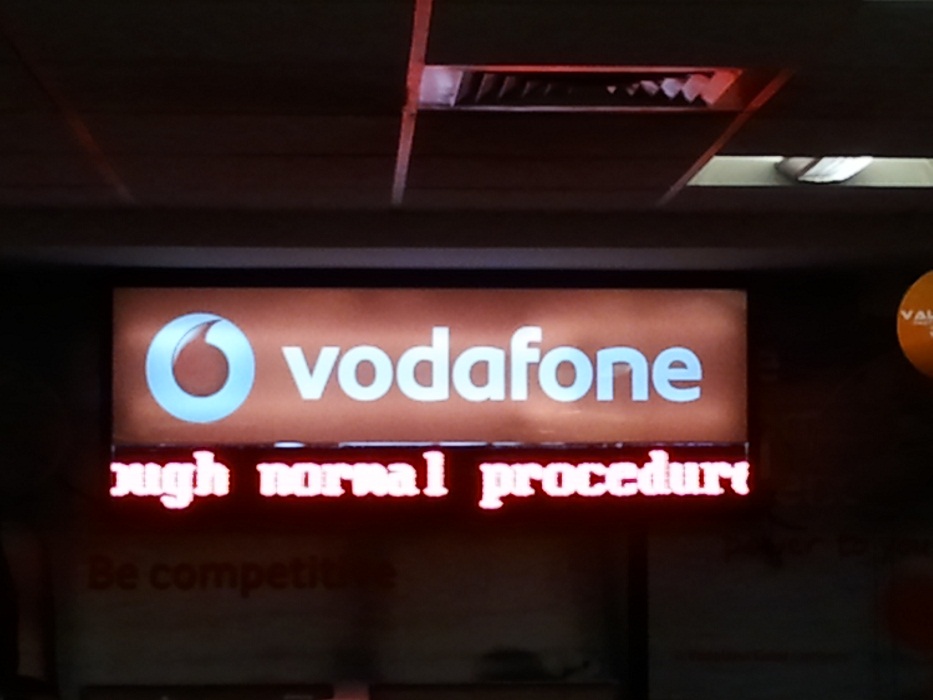 vodafone
ough normal procedure
Be competitive